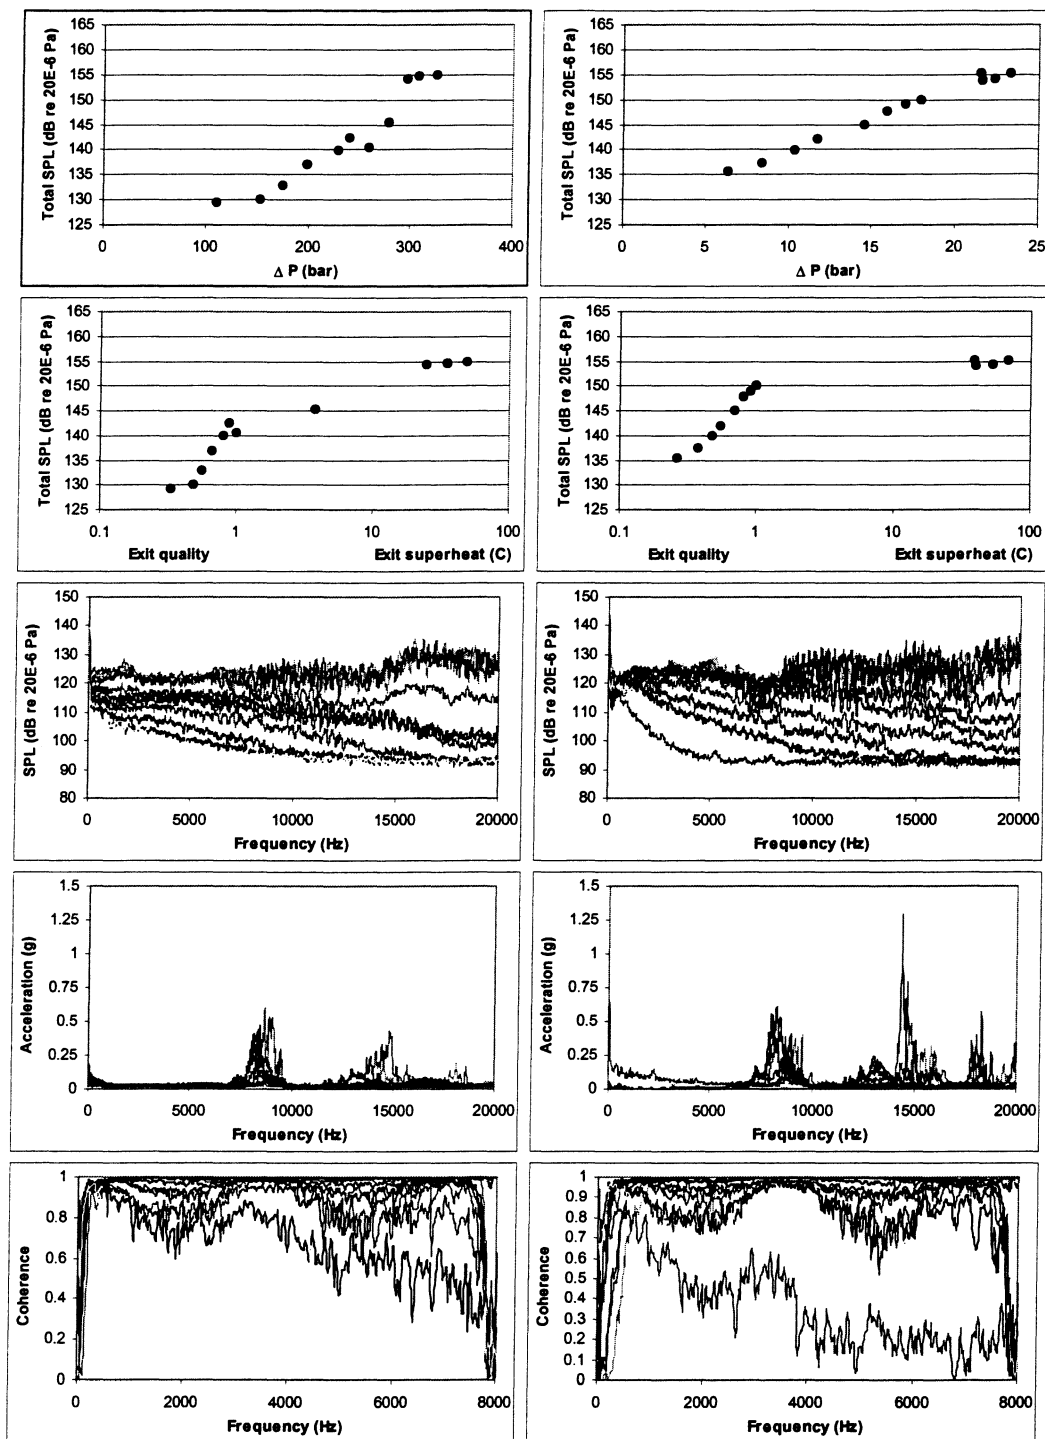 165
160
155
150
145
140
135
130
125
Total SPL (dB re 20E-6 Pa)
0 100 200 300 400
Δ P (bar)
165
160
155
150
145
140
135
130
125
Total SPL (dB re 20E-6 Pa)
0 5 10 15 20 25
Δ P (bar)
165
160
155
150
145
140
135
130
125
Total SPL (dB re 20E-6 Pa)
0.1 1 10 100
Exit quality Exit superheat (C)
165
160
155
150
145
140
135
130
125
Total SPL (dB re 20E-6 Pa)
0.1 1 10 100
Exit quality Exit superheat (C)
150
140
130
120
110
100
90
80
SPL (dB re 20E-6 Pa)
0 5000 10000 15000 20000
Frequency (Hz)
150
140
130
120
110
100
90
80
SPL (dB re 20E-6 Pa)
0 5000 10000 15000 20000
Frequency (Hz)
1.5
1.25
1
0.75
0.5
0.25
0
Acceleration (g)
0 5000 10000 15000 20000
Frequency (Hz)
1.5
1.25
1
0.75
0.5
0.25
0
Acceleration (g)
0 5000 10000 15000 20000
Frequency (Hz)
1
0.8
0.6
0.4
0.2
0
Coherence
0 2000 4000 6000 8000
Frequency (Hz)
1
0.9
0.8
0.7
0.6
0.5
0.4
0.3
0.2
0.1
0
Coherence
0 2000 4000 6000 8000
Frequency (Hz)